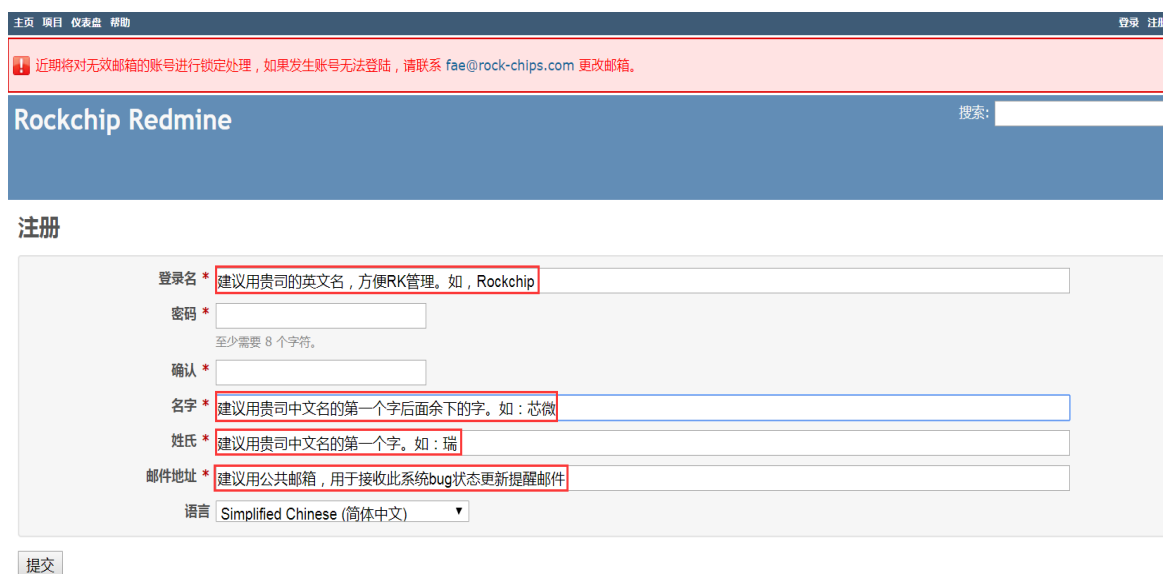 主页 项目 仪表盘 帮助 登录 注册
近期将对无效邮箱的账号进行锁定处理，如果发生账号无法登陆，请联系 fae@rock-chips.com 更改邮箱。
Rockchip Redmine 搜索:
注册
登录名 * 建议用贵司的英文名，方便RK管理。如，Rockchip
密码 *
至少需要 8 个字符。
确认 *
名字 * 建议用贵司中文名的第一个字后面余下的字。如：芯微
姓氏 * 建议用贵司中文名的第一个字。如：瑞
邮件地址 * 建议用公共邮箱，用于接收此系统bug状态更新提醒邮件
语言 Simplified Chinese (简体中文)
提交